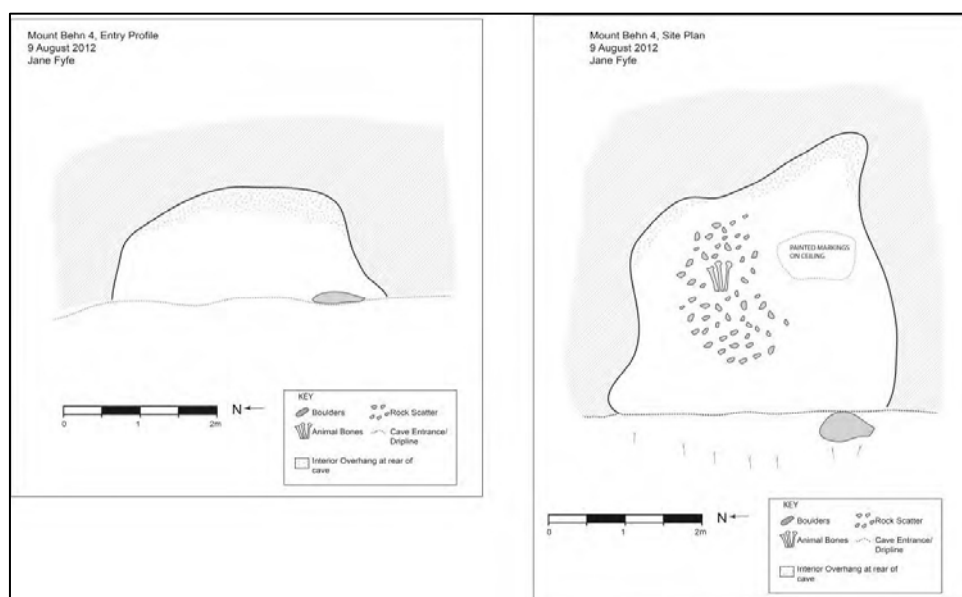 Mount Behn 4, Entry Profile
9 August 2012
Jane Fyfe
0
1
2m
N
KEY
Boulders
Rock Scatter
Animal Bones
Cave Entrance/
Dripline
Interior Overhang at rear of
cave
Mount Behn 4, Site Plan
9 August 2012
Jane Fyfe
PAINTED MARKINGS
ON CEILING
0
1
2m
N
KEY
Boulders
Rock Scatter
Animal Bones
Cave Entrance/
Dripline
Interior Overhang at rear of
cave